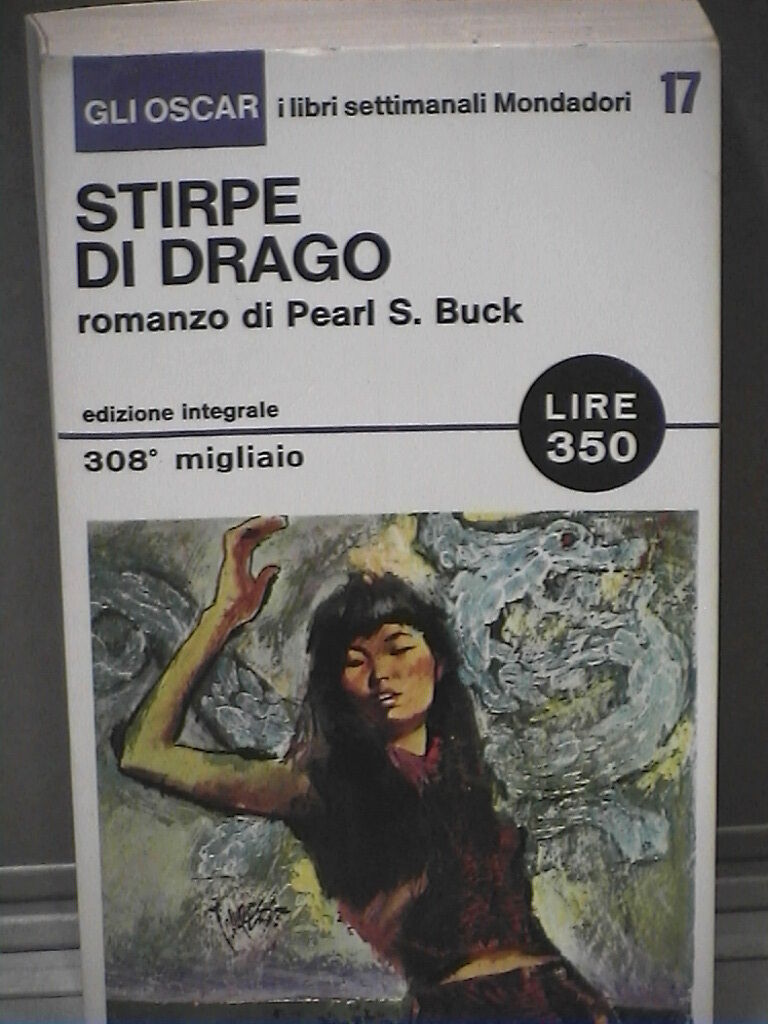 GLI OSCAR i libri settimanali Mondadori 17
STIRPE
DI DRAGO
romanzo di Pearl S. Buck
edizione integrale
LIRE
350
308° migliaio